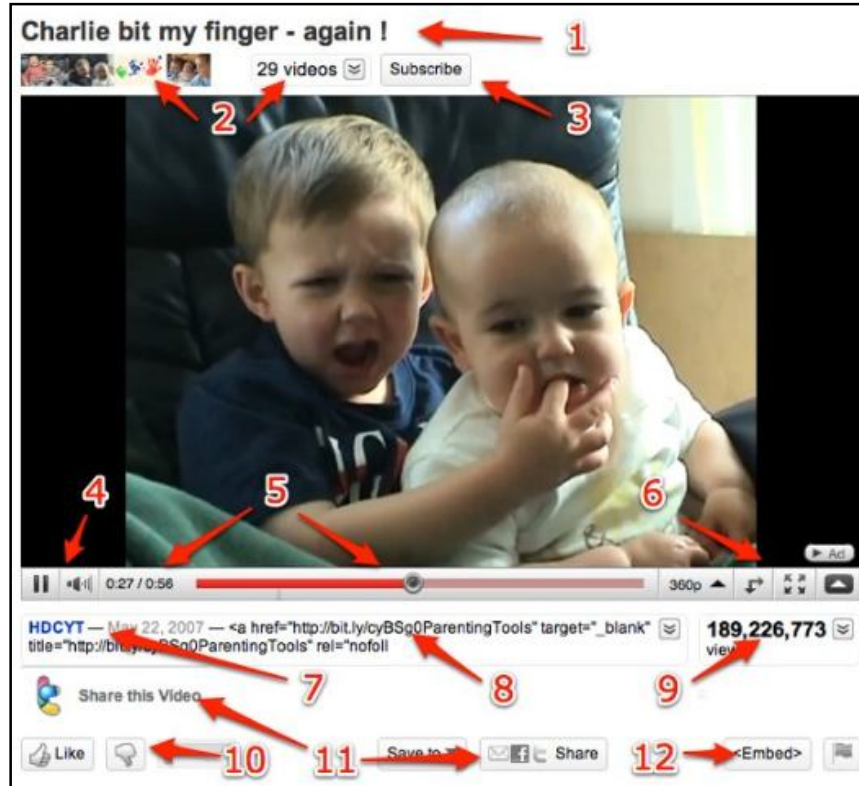 Charlie bit my finger - again !
1
29 videos
Subscribe
2
3
4
5
6
Ad
0:27 / 0:56
360p
HDCYT — May 22, 2007 — <a href="http://bit.ly/cyBSg0ParentingTools" target="_blank"
title="http://bit.ly/cyBSg0ParentingTools" rel="nofoll
189,226,773
views
7
8
9
Share this Video
Like
10
11
Save to
Share
12
<Embed>